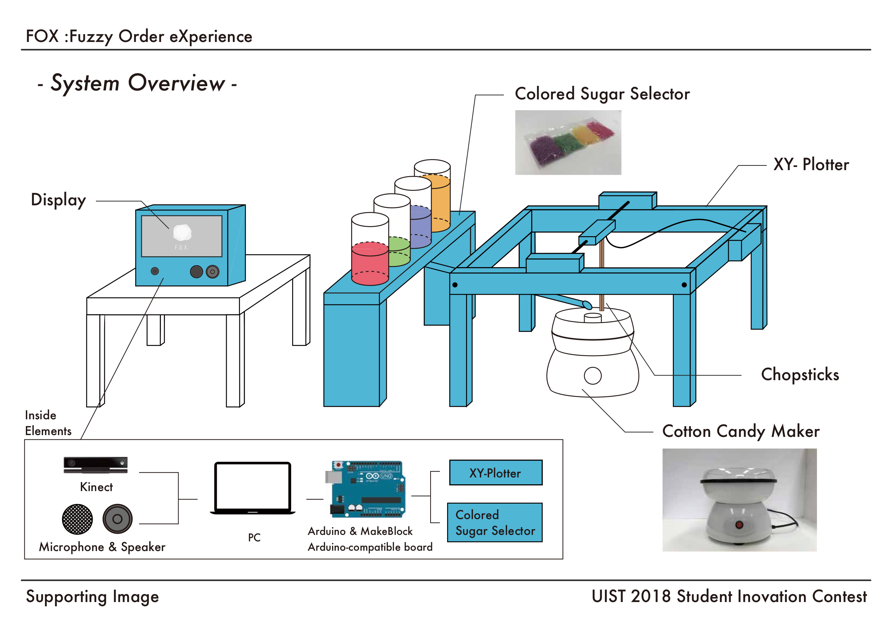 FOX :Fuzzy Order eXperience
- System Overview -
Colored Sugar Selector
XY- Plotter
Display
Chopsticks
Cotton Candy Maker
Inside
Elements
Kinect
Microphone & Speaker
PC
Arduino & MakeBlock
Arduino-compatible board
XY-Plotter
Colored
Sugar Selector
Supporting Image
UIST 2018 Student Inovation Contest